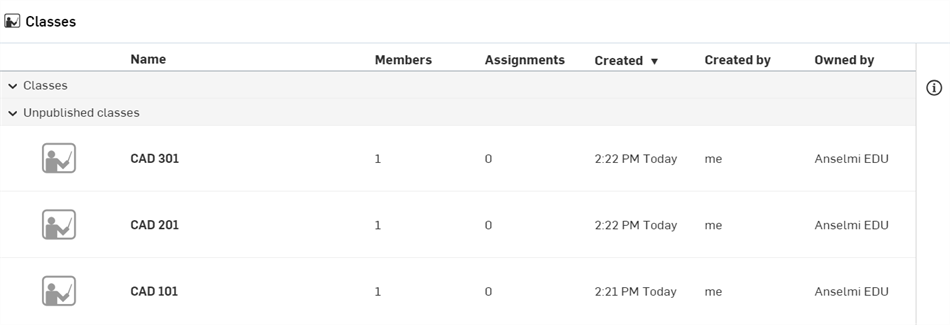 Classes
Name Members Assignments Created ▼ Created by Owned by
Classes
Unpublished classes
CAD 301 1 0 2:22 PM Today me Anselmi EDU
CAD 201 1 0 2:22 PM Today me Anselmi EDU
CAD 101 1 0 2:21 PM Today me Anselmi EDU